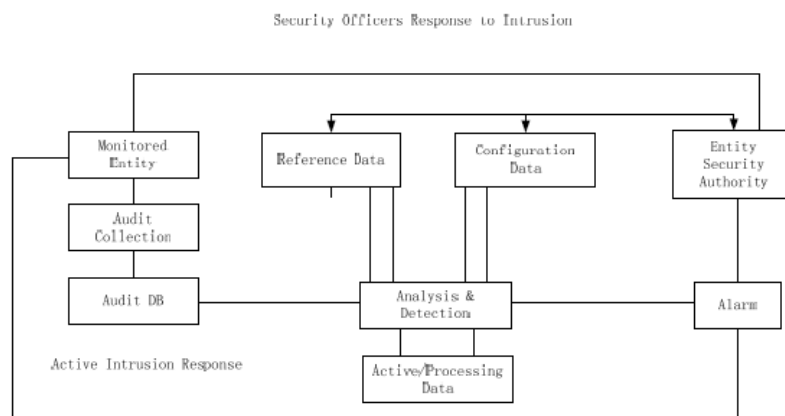 Security Officers Response to Intrusion
Monitored
Entity
Reference Data
Configuration
Data
Entity
Security
Authority
Audit
Collection
Audit DB
Analysis &
Detection
Alarm
Active Intrusion Response
Active/Processing
Data